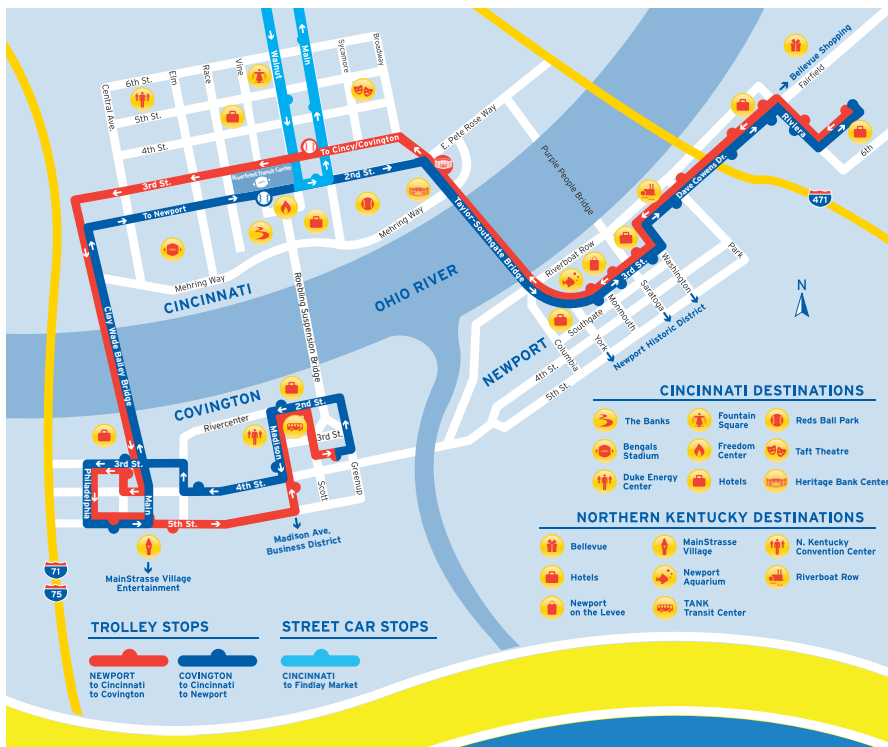 Bellevue Shopping
Fairfield
Riviera
6th
471
Walnut
Main
Sycamore
Broadway
Vine
Race
Elm
Central Ave.
6th St.
5th St.
4th St.
To Cincy/Covington
3rd St.
Riverfront Transit Center
2nd St.
To Newport
E. Pete Rose Way
Purple People Bridge
Dave Cowens Dr.
Taylor-Southgate Bridge
Mehring Way
Mehring Way
CINCINNATI
OHIO RIVER
Roebling Suspension Bridge
Clay Wade Bailey Bridge
Riverboat Row
3rd St.
Park
Washington
Saratoga
Monmouth
Southgate
York
Columbia
Newport Historic District
NEWPORT
4th St.
5th St.
N
COVINGTON
Rivercenter
2nd St.
Madison
3rd St.
Scott
Greenup
3rd St.
Philadelphia
Main
4th St.
5th St.
Madison Ave.
Business District
MainStrasse Village
Entertainment
71
75
CINCINNATI DESTINATIONS
The Banks
Fountain
Square
Reds Ball Park
Bengals
Stadium
Freedom
Center
Taft Theatre
Duke Energy
Center
Hotels
Heritage Bank Center
NORTHERN KENTUCKY DESTINATIONS
Bellevue
MainStrasse
Village
N. Kentucky
Convention Center
Hotels
Newport
Aquarium
Riverboat Row
Newport
on the Levee
TANK
Transit Center
TROLLEY STOPS
NEWPORT
to Cincinnati
to Covington
COVINGTON
to Cincinnati
to Newport
STREET CAR STOPS
CINCINNATI
to Findlay Market